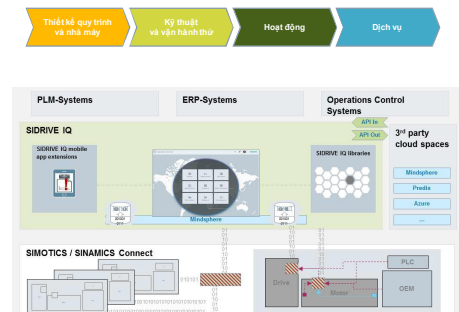 Thiết kế quy trình
và nhà máy
Kỹ thuật
và vận hành thử
Hoạt động
Dịch vụ
PLM-Systems
ERP-Systems
Operations Control
Systems
API In
API Out
SIDRIVE IQ
3rd party
cloud spaces
SIDRIVE IQ mobile
app extensions
SIDRIVE IQ libraries
Mindsphere
Mindsphere
Predix
Azure
...
SIMOTICS / SINAMICS Connect
Drive
Motor
PLC
OEM